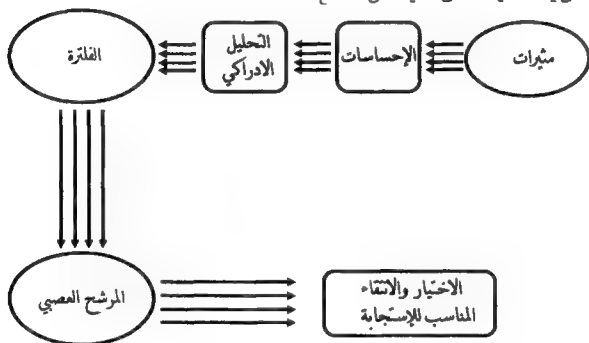 مثيرات
الإحساسات
التحليل
الادراكي
الفلترة
المرشح العصبي
الاختيار والانتقاء
المناسب للإستجابة